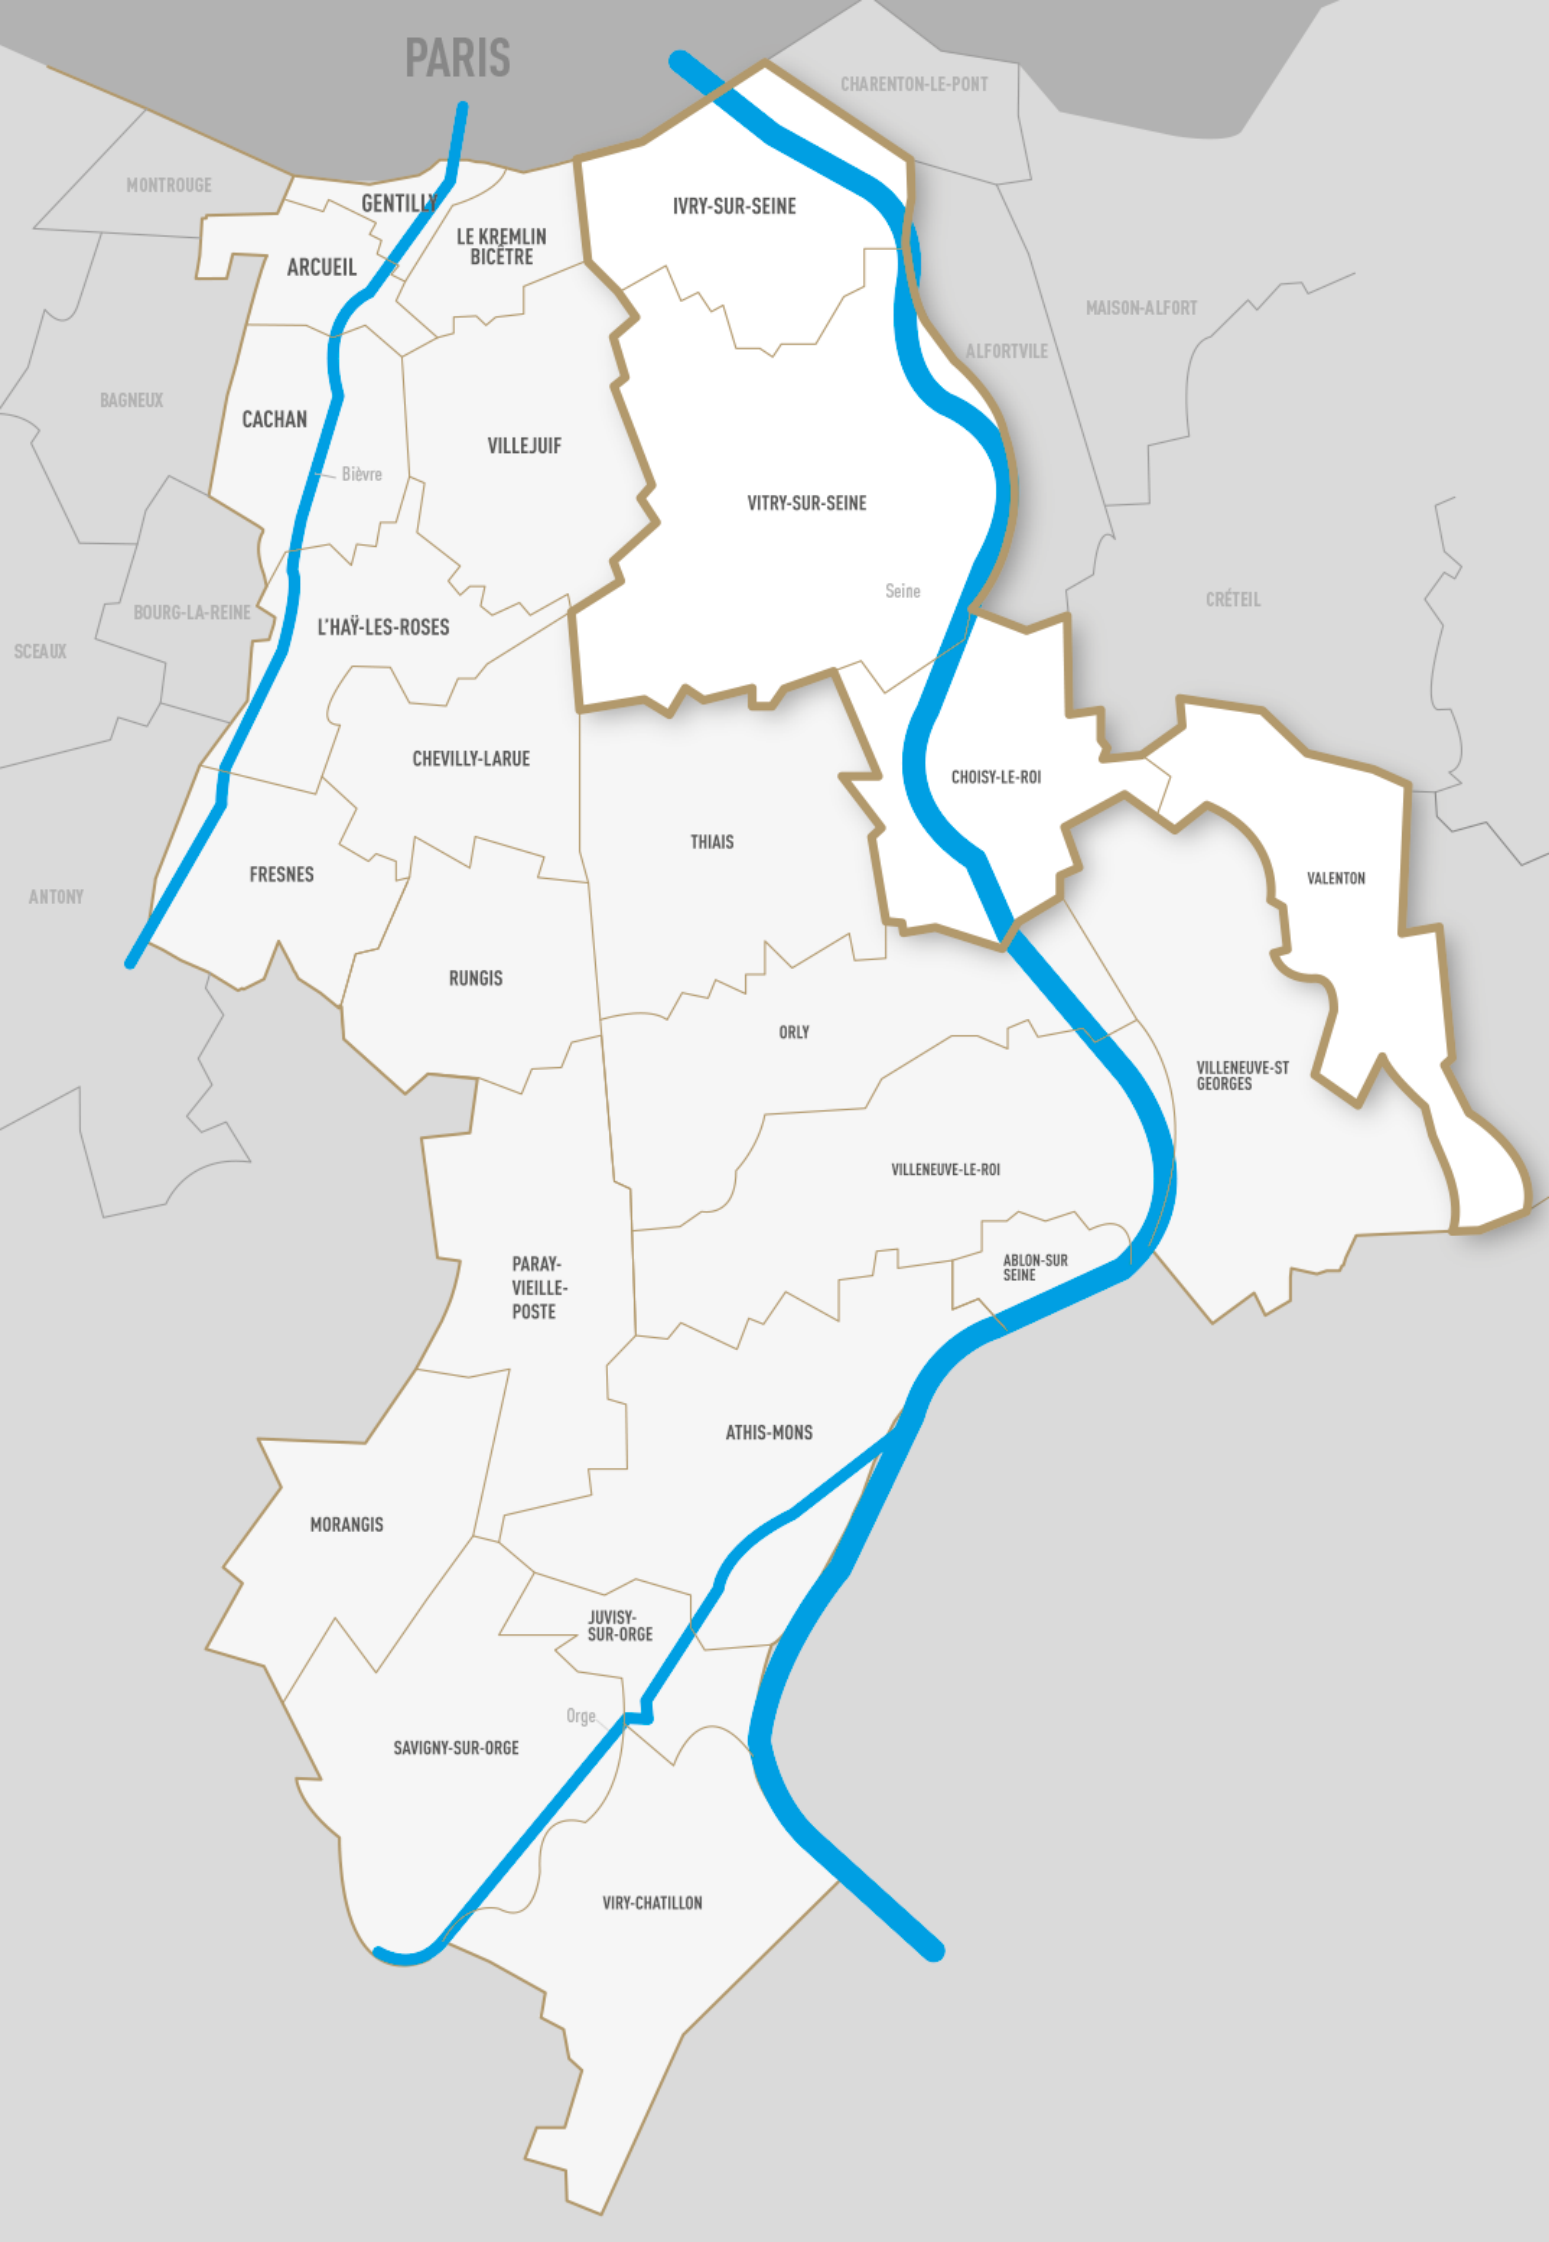 PARIS
CHARENTON-LE-PONT
MONTROUGE
GENTILLY
IVRY-SUR-SEINE
LE KREMLIN
BICÊTRE
ARCUEIL
MAISON-ALFORT
ALFORTVILE
BAGNEUX
CACHAN
VILLEJUIF
Bièvre
VITRY-SUR-SEINE
Seine
CRÉTEIL
BOURG-LA-REINE
L'HAŸ-LES-ROSES
SCEAUX
CHEVILLY-LARUE
CHOISY-LE-ROI
THIAIS
FRESNES
VALENTON
ANTONY
RUNGIS
ORLY
VILLENEUVE-ST
GEORGES
VILLENEUVE-LE-ROI
PARAY-
VIEILLE-
POSTE
ABLON-SUR
SEINE
ATHIS-MONS
MORANGIS
JUVISY-
SUR-ORGE
Orge
SAVIGNY-SUR-ORGE
VIRY-CHATILLON